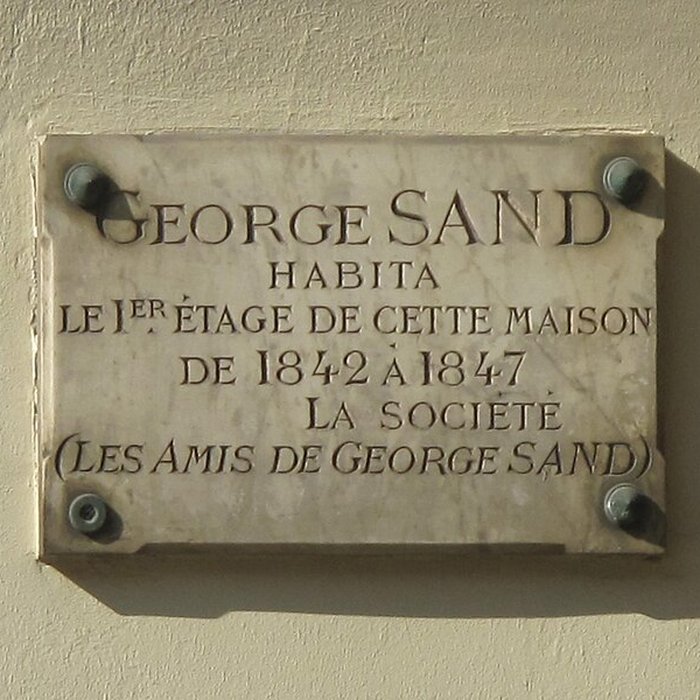 GEORGE SAND
HABITA
LE 1ER ÉTAGE DE CETTE MAISON
DE 1842 À 1847
LA SOCIÉTÉ
(LES AMIS DE GEORGE SAND)